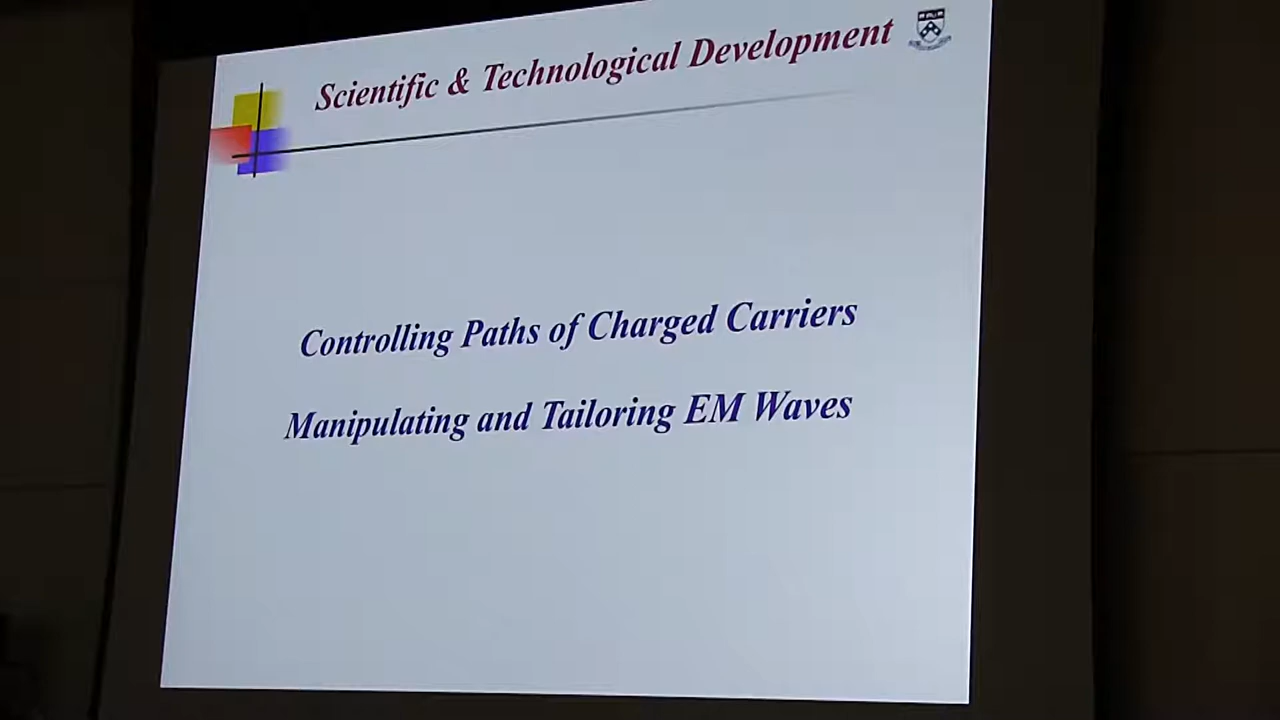 Scientific & Technological Development
Controlling Paths of Charged Carriers
Manipulating and Tailoring EM Waves